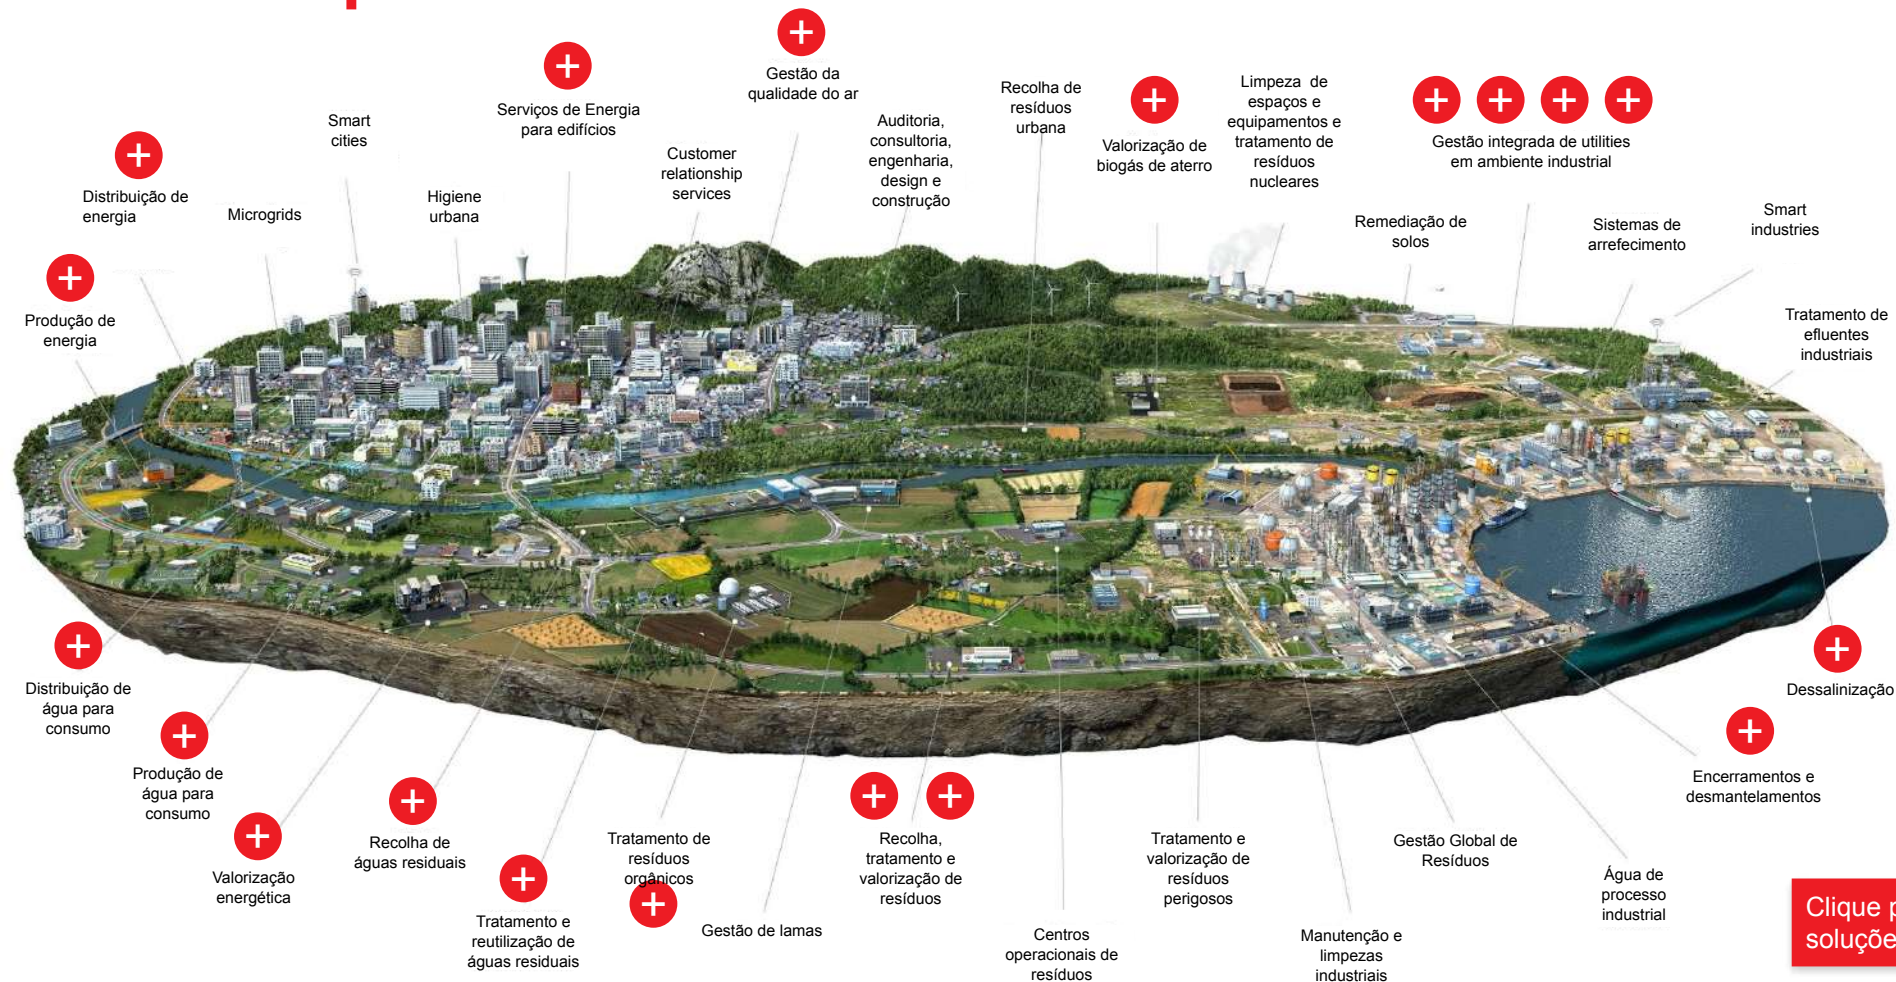 Gestão da
qualidade do ar
Serviços de Energia
para edifícios
Smart
cities
Customer
relationship
services
Auditoria,
consultoria,
engenharia,
design e
construção
Recolha de
resíduos
urbana
Valorização de
biogás de aterro
Limpeza de
espaços e
equipamentos e
tratamento de
resíduos
nucleares
Gestão integrada de utilities
em ambiente industrial
Distribuição de
energia
Microgrids
Higiene
urbana
Remediação de
solos
Sistemas de
arrefecimento
Smart
industries
Produção de
energia
Tratamento de
efluentes
industriais
Distribuição de
água para
consumo
Produção de
água para
consumo
Valorização
energética
Recolha de
águas residuais
Tratamento e
reutilização de
águas residuais
Tratamento de
resíduos
orgânicos
Gestão de lamas
Recolha,
tratamento e
valorização de
resíduos
Centros
operacionais de
resíduos
Tratamento e
valorização de
resíduos
perigosos
Manutenção e
limpezas
industriais
Gestão Global de
Resíduos
Água de
processo
industrial
Encerramentos e
desmantelamentos
Dessalinização
Clique p
soluçõe